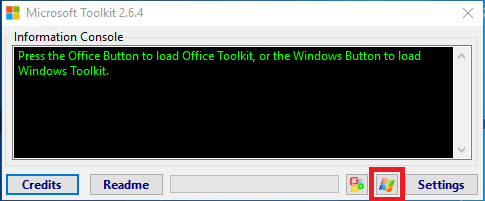 Microsoft Toolkit 2.6.4
Information Console
Press the Office Button to load Office Toolkit, or the Windows Button to load
Windows Toolkit.
Credits Readme Settings